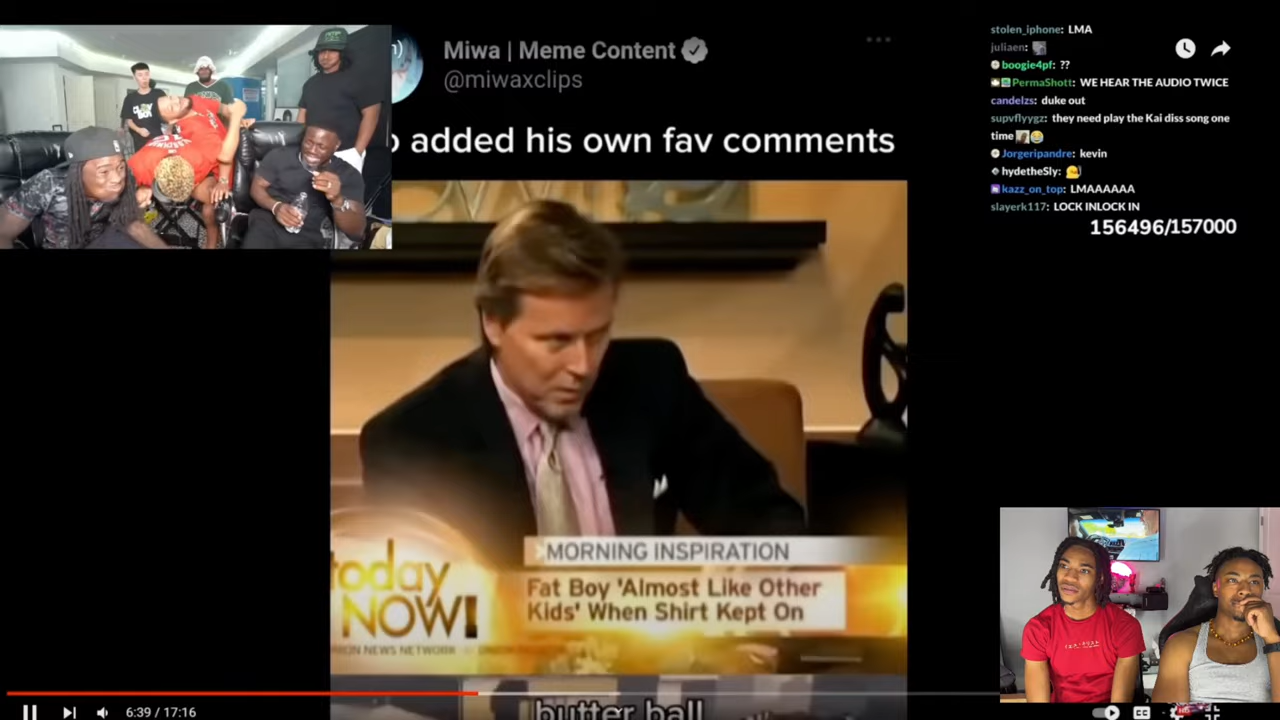 Miwa | Meme Content
@miwaxclips
added his own fav comments
stolen_iphone: LMA
juliaen:
boogie4pf: ??
PermaShott: WE HEAR THE AUDIO TWICE
candelzs: duke out
supvflyygz: they need play the Kai diss song one
time
Jorgeripandre: kevin
hydetheSly:
kazz_on_top: LMAAAAAA
slayerk117: LOCK INLOCK IN
156496/157000
MORNING INSPIRATION
Fat Boy 'Almost Like Other
Kids' When Shirt Kept On
today
NOW!
NEWS NETWORK
butter ball
6:39 / 17:16